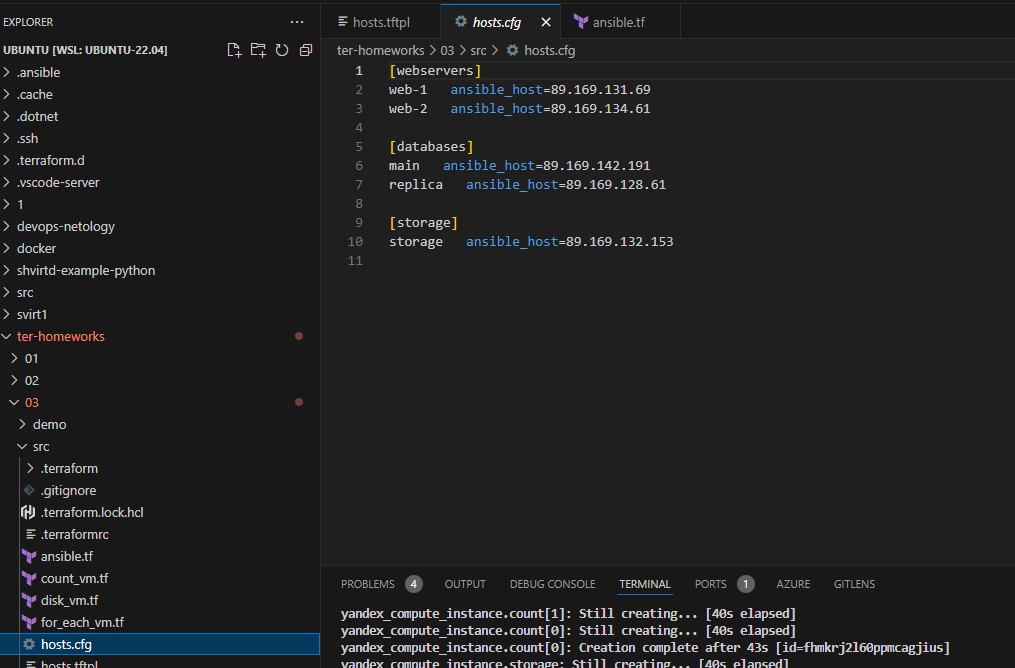 EXPLORER
UBUNTU [WSL: UBUNTU-22.04]
.ansible
.cache
.dotnet
.ssh
.terraform.d
.vscode-server
1
devops-netology
docker
shvirtd-example-python
src
svirt1
ter-homeworks
01
02
03
demo
src
.terraform
.gitignore
.terraform.lock.hcl
.terraformrc
ansible.tf
count_vm.tf
disk_vm.tf
for_each_vm.tf
hosts.cfg
hosts.tftpl
hosts.tftpl hosts.cfg ansible.tf
ter-homeworks > 03 > src > hosts.cfg
1 [webservers]
2 web-1 ansible_host=89.169.131.69
3 web-2 ansible_host=89.169.134.61
4
5 [databases]
6 main ansible_host=89.169.142.191
7 replica ansible_host=89.169.128.61
8
9 [storage]
10 storage ansible_host=89.169.132.153
11
PROBLEMS 4 OUTPUT DEBUG CONSOLE TERMINAL PORTS 1 AZURE GITLENS
yandex_compute_instance.count[1]: Still creating... [40s elapsed]
yandex_compute_instance.count[0]: Still creating... [40s elapsed]
yandex_compute_instance.count[0]: Creation complete after 43s [id=fhmkrj2l60ppmcagjius]
yandex_compute_instance.storage: Still creating... [40s elapsed]